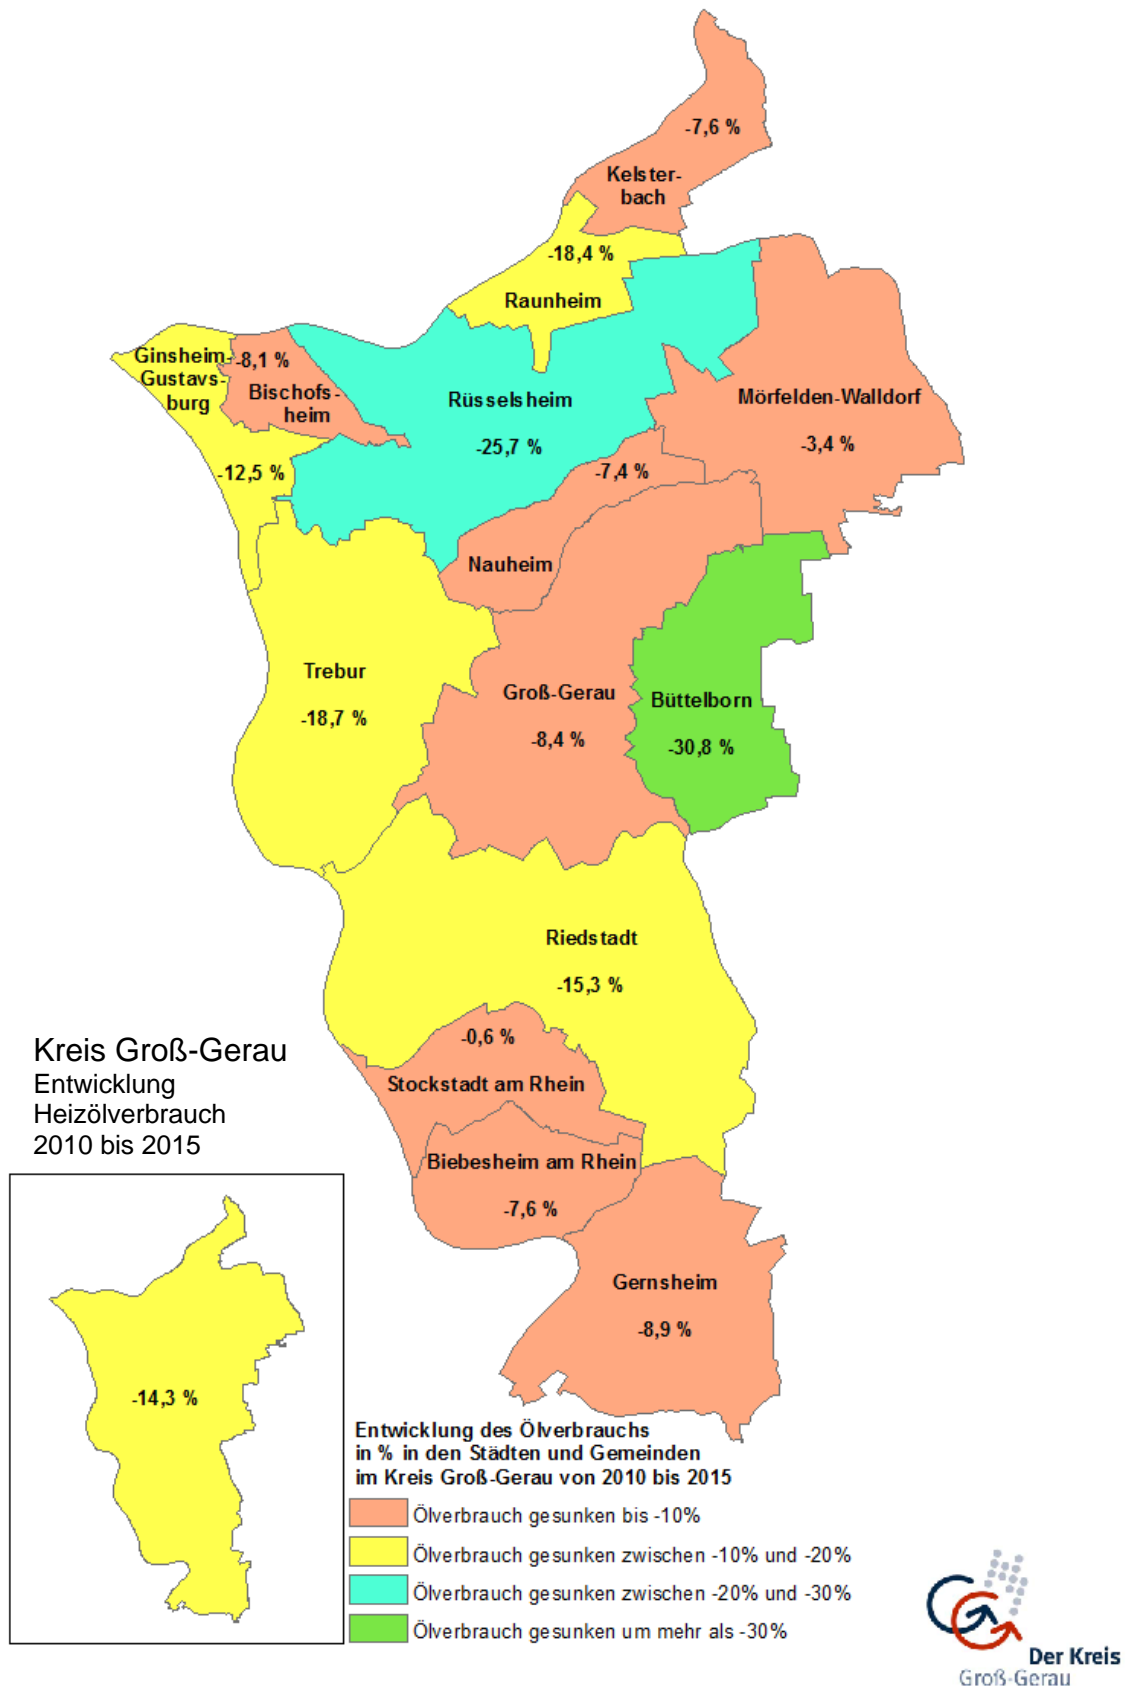 -7,6 %
Kelster-
bach
-18,4 %
Raunheim
Ginsheim-
Gustavs-
burg
-12,5 %
-8,1 %
Bischofs-
heim
Rüsselsheim
-25,7 %
Mörfelden-Walldorf
-3,4 %
-7,4 %
Nauheim
Trebur
-18,7 %
Groß-Gerau
-8,4 %
Büttelborn
-30,8 %
Riedstadt
-15,3 %
-0,6 %
Stockstadt am Rhein
Biebesheim am Rhein
-7,6 %
Gernsheim
-8,9 %
Kreis Groß-Gerau
Entwicklung
Heizölverbrauch
2010 bis 2015
-14,3 %
Entwicklung des Ölverbrauchs
in % in den Städten und Gemeinden
im Kreis Groß-Gerau von 2010 bis 2015
Ölverbrauch gesunken bis -10%
Ölverbrauch gesunken zwischen -10% und -20%
Ölverbrauch gesunken zwischen -20% und -30%
Ölverbrauch gesunken um mehr als -30%
Der Kreis
Groß-Gerau